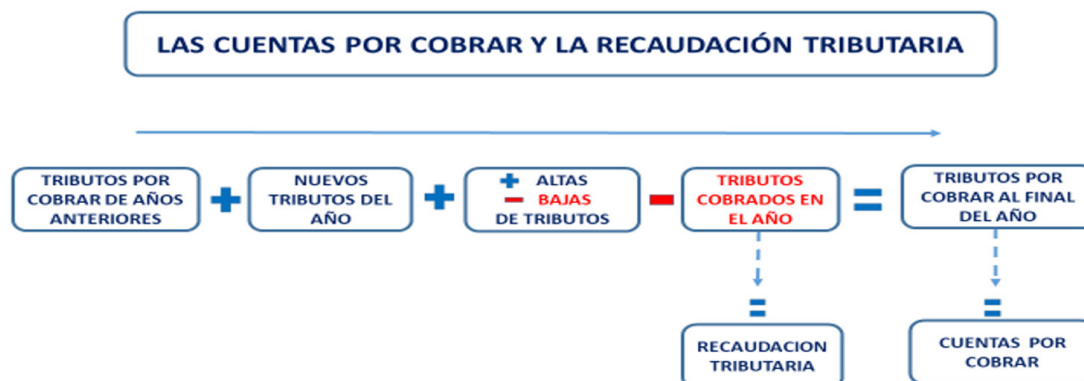 LAS CUENTAS POR COBRAR Y LA RECAUDACIÓN TRIBUTARIA
TRIBUTOS POR
COBRAR DE AÑOS
ANTERIORES
+
NUEVOS
TRIBUTOS DEL
AÑO
+
+ ALTAS
- BAJAS
DE TRIBUTOS
-
TRIBUTOS
COBRADOS EN
EL AÑO
=
TRIBUTOS POR
COBRAR AL FINAL
DEL AÑO
=
RECAUDACION
TRIBUTARIA
=
CUENTAS POR
COBRAR